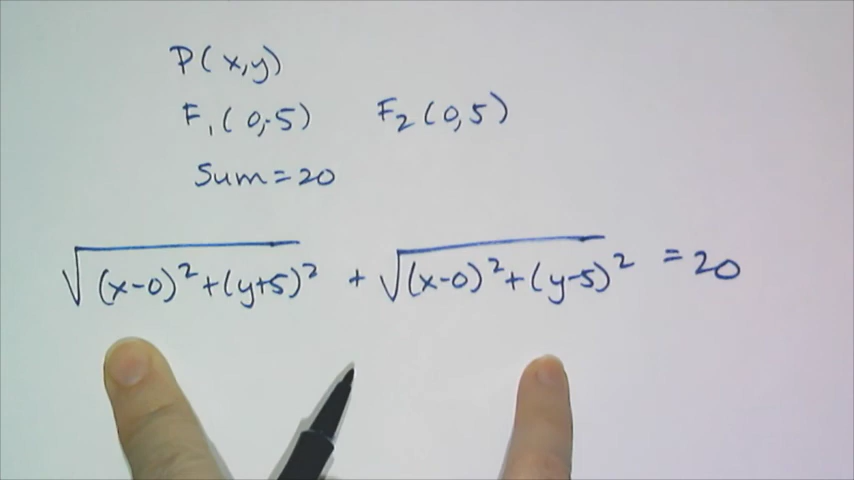 P(x,y)
F₁(0,-5) F₂(0,5)
Sum=20
√(x-0)²+(y+5)² + √(x-0)²+(y-5)² = 20